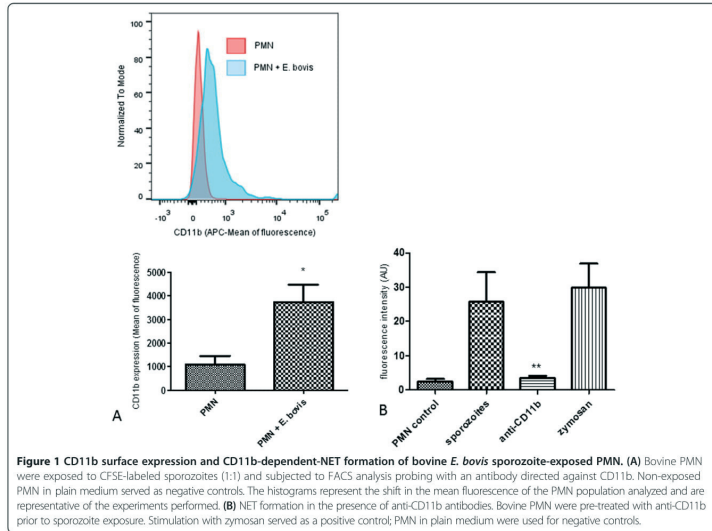 100
80
60
40
20
0
Normalized To Mode
PMN
PMN + E. bovis
-10³ 0 10³ 10⁴ 10⁵
CD11b (APC-Mean of fluorescence)
5000
4000
3000
2000
1000
0
CD11b expression (Mean of fluorescence)
*
PMN
PMN + E. bovis
A
40
30
20
10
0
fluorescence intensity (AU)
**
PMN control
sporozoites
anti-CD11b
zymosan
B
Figure 1 CD11b surface expression and CD11b-dependent-NET formation of bovine E. bovis sporozoite-exposed PMN. (A) Bovine PMN
were exposed to CFSE-labeled sporozoites (1:1) and subjected to FACS analysis probing with an antibody directed against CD11b. Non-exposed
PMN in plain medium served as negative controls. The histograms represent the shift in the mean fluorescence of the PMN population analyzed and are
representative of the experiments performed. (B) NET formation in the presence of anti-CD11b antibodies. Bovine PMN were pre-treated with anti-CD11b
prior to sporozoite exposure. Stimulation with zymosan served as a positive control; PMN in plain medium were used for negative controls.